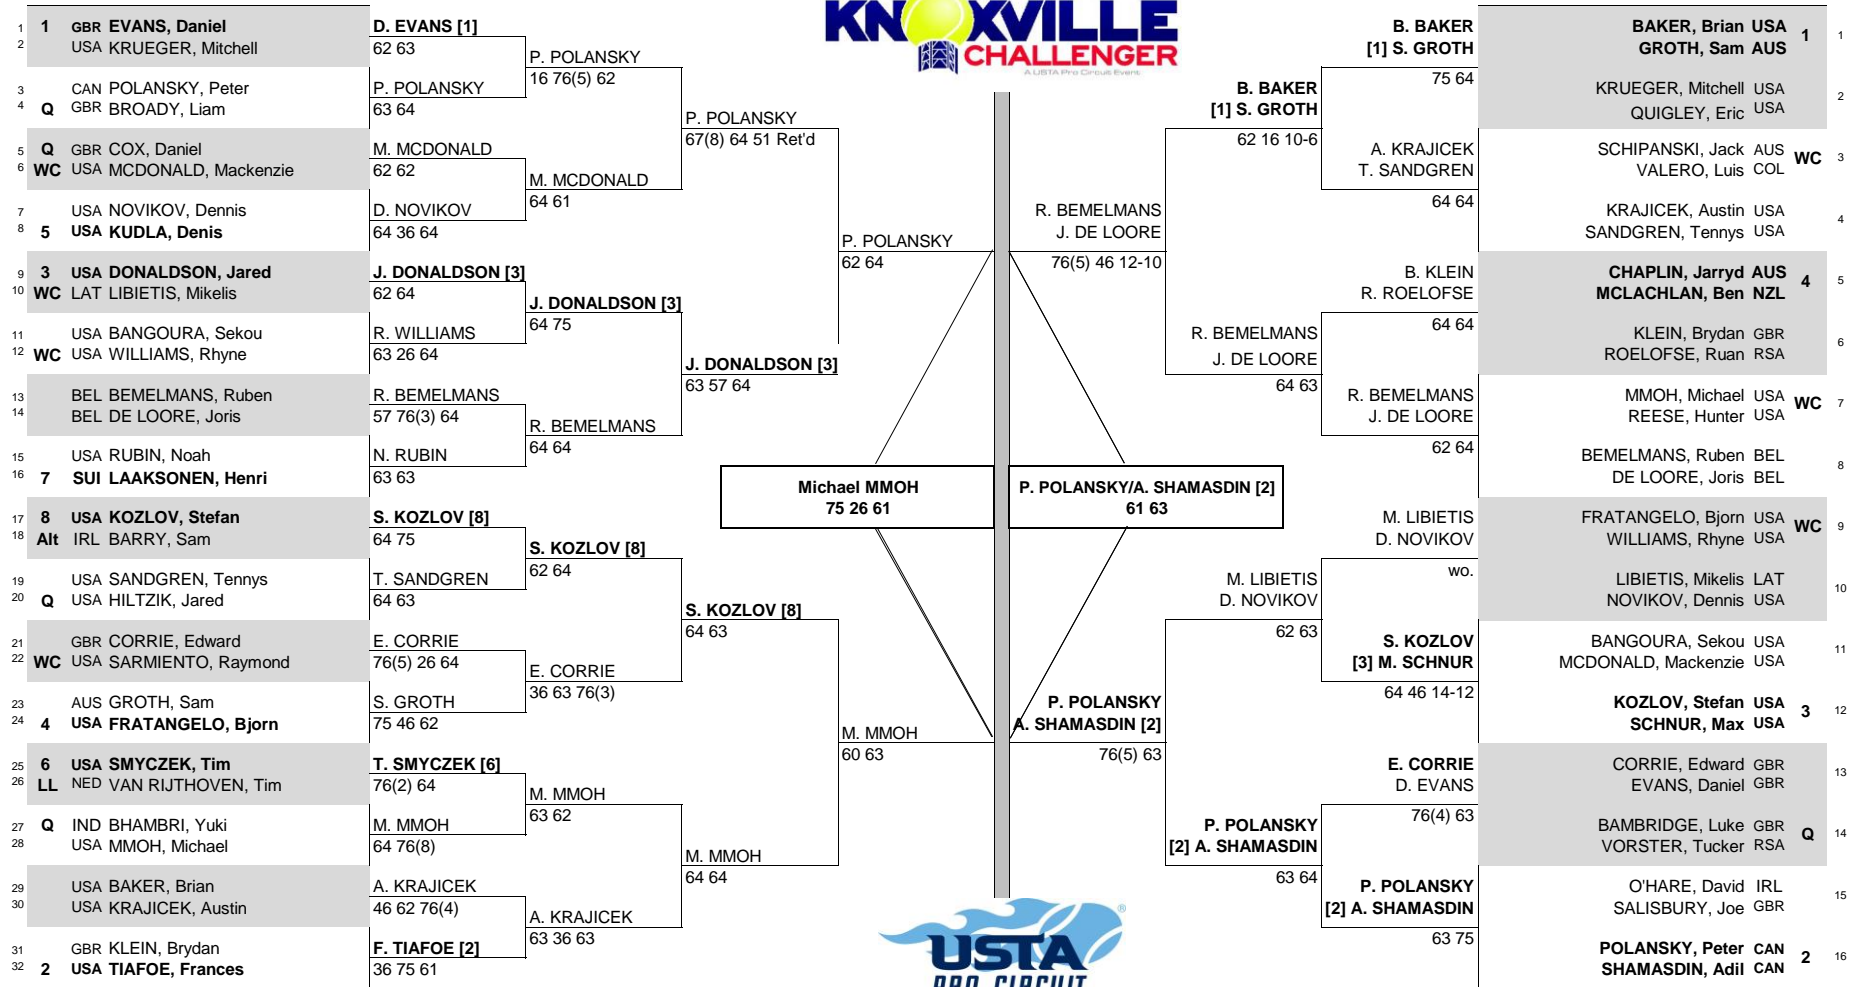 KNOXVILLE
CHALLENGER
A USTA Pro Circuit Event
1 1 GBR EVANS, Daniel
2 USA KRUEGER, Mitchell
3 CAN POLANSKY, Peter
4 Q GBR BROADY, Liam
5 Q GBR COX, Daniel
6 WC USA MCDONALD, Mackenzie
7 USA NOVIKOV, Dennis
8 5 USA KUDLA, Denis
9 3 USA DONALDSON, Jared
10 WC LAT LIBIETIS, Mikelis
11 USA BANGOURA, Sekou
12 WC USA WILLIAMS, Rhyne
13 BEL BEMELMANS, Ruben
14 BEL DE LOORE, Joris
15 USA RUBIN, Noah
16 7 SUI LAAKSONEN, Henri
17 8 USA KOZLOV, Stefan
18 Alt IRL BARRY, Sam
19 USA SANDGREN, Tennys
20 Q USA HILTZIK, Jared
21 GBR CORRIE, Edward
22 WC USA SARMIENTO, Raymond
23 AUS GROTH, Sam
24 4 USA FRATANGELO, Bjorn
25 6 USA SMYCZEK, Tim
26 LL NED VAN RIJTHOVEN, Tim
27 Q IND BHAMBRI, Yuki
28 USA MMOH, Michael
29 USA BAKER, Brian
30 USA KRAJICEK, Austin
31 GBR KLEIN, Brydan
32 2 USA TIAFOE, Frances
D. EVANS [1]
62 63
P. POLANSKY
63 64
M. MCDONALD
62 62
D. NOVIKOV
64 36 64
J. DONALDSON [3]
62 64
R. WILLIAMS
63 26 64
R. BEMELMANS
57 76(3) 64
N. RUBIN
63 63
S. KOZLOV [8]
64 75
T. SANDGREN
64 63
E. CORRIE
76(5) 26 64
S. GROTH
75 46 62
T. SMYCZEK [6]
76(2) 64
M. MMOH
64 76(8)
A. KRAJICEK
46 62 76(4)
F. TIAFOE [2]
36 75 61
P. POLANSKY
16 76(5) 62
M. MCDONALD
64 61
J. DONALDSON [3]
64 75
R. BEMELMANS
64 64
S. KOZLOV [8]
62 64
E. CORRIE
36 63 76(3)
M. MMOH
63 62
A. KRAJICEK
63 36 63
P. POLANSKY
67(8) 64 51 Ret'd
J. DONALDSON [3]
63 57 64
S. KOZLOV [8]
64 63
M. MMOH
64 64
P. POLANSKY
62 64
M. MMOH
60 63
Michael MMOH
75 26 61
P. POLANSKY/A. SHAMASDIN [2]
61 63
R. BEMELMANS
J. DE LOORE
76(5) 46 12-10
P. POLANSKY
A. SHAMASDIN [2]
76(5) 63
B. BAKER
[1] S. GROTH
62 16 10-6
R. BEMELMANS
J. DE LOORE
64 63
M. LIBIETIS
D. NOVIKOV
62 63
P. POLANSKY
[2] A. SHAMASDIN
63 64
B. BAKER
[1] S. GROTH
75 64
A. KRAJICEK
T. SANDGREN
64 64
B. KLEIN
R. ROELOFSE
64 64
R. BEMELMANS
J. DE LOORE
62 64
M. LIBIETIS
D. NOVIKOV
wo.
S. KOZLOV
[3] M. SCHNUR
64 46 14-12
E. CORRIE
D. EVANS
76(4) 63
P. POLANSKY
[2] A. SHAMASDIN
63 75
BAKER, Brian USA 1 1
GROTH, Sam AUS
KRUEGER, Mitchell USA 2
QUIGLEY, Eric USA
SCHIPANSKI, Jack AUS WC 3
VALERO, Luis COL
KRAJICEK, Austin USA 4
SANDGREN, Tennys USA
CHAPLIN, Jarryd AUS 4 5
MCLACHLAN, Ben NZL
KLEIN, Brydan GBR 6
ROELOFSE, Ruan RSA
MMOH, Michael USA WC 7
REESE, Hunter USA
BEMELMANS, Ruben BEL 8
DE LOORE, Joris BEL
FRATANGELO, Bjorn USA WC 9
WILLIAMS, Rhyne USA
LIBIETIS, Mikelis LAT 10
NOVIKOV, Dennis USA
BANGOURA, Sekou USA 11
MCDONALD, Mackenzie USA
KOZLOV, Stefan USA 3 12
SCHNUR, Max USA
CORRIE, Edward GBR 13
EVANS, Daniel GBR
BAMBRIDGE, Luke GBR Q 14
VORSTER, Tucker RSA
O'HARE, David IRL 15
SALISBURY, Joe GBR
POLANSKY, Peter CAN 2 16
SHAMASDIN, Adil CAN
USTA ®
PRO CIRCUIT